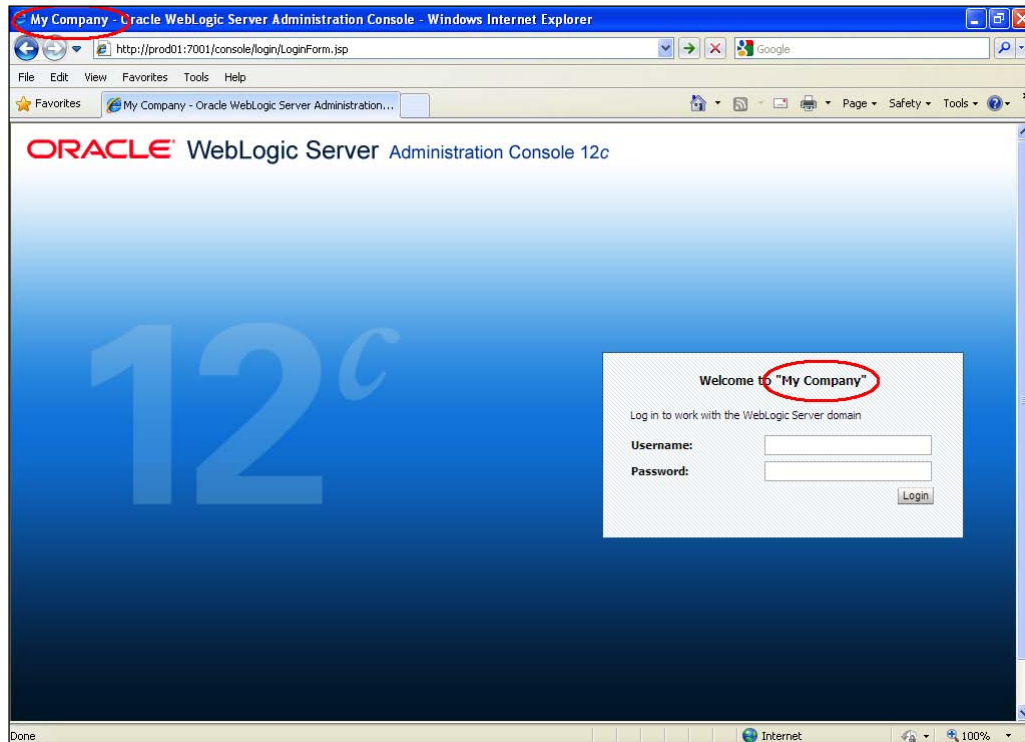 My Company - Oracle WebLogic Server Administration Console - Windows Internet Explorer
http://prod01:7001/console/login/LoginForm.jsp
Google
File Edit View Favorites Tools Help
Favorites
My Company - Oracle WebLogic Server Administration...
Page Safety Tools
ORACLE WebLogic Server Administration Console 12c
12c
Welcome to "My Company"
Log in to work with the WebLogic Server domain
Username:
Password:
Login
Done
Internet
100%